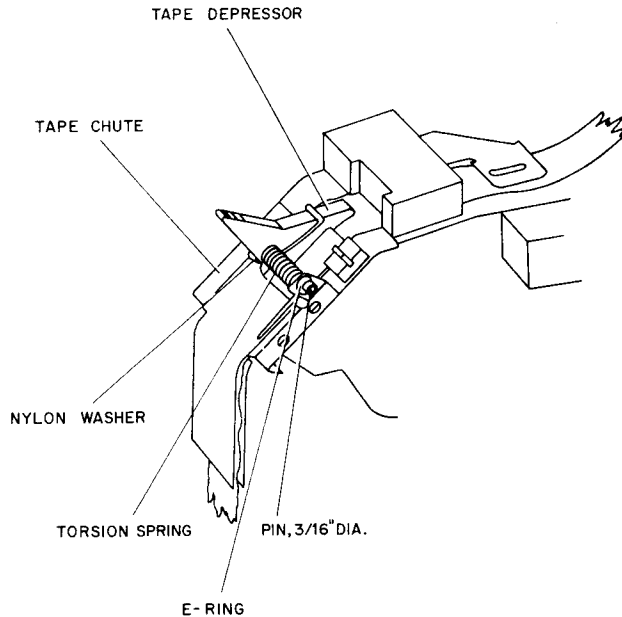 TAPE DEPRESSOR
TAPE CHUTE
NYLON WASHER
TORSION SPRING
PIN, 3/16" DIA.
E-RING